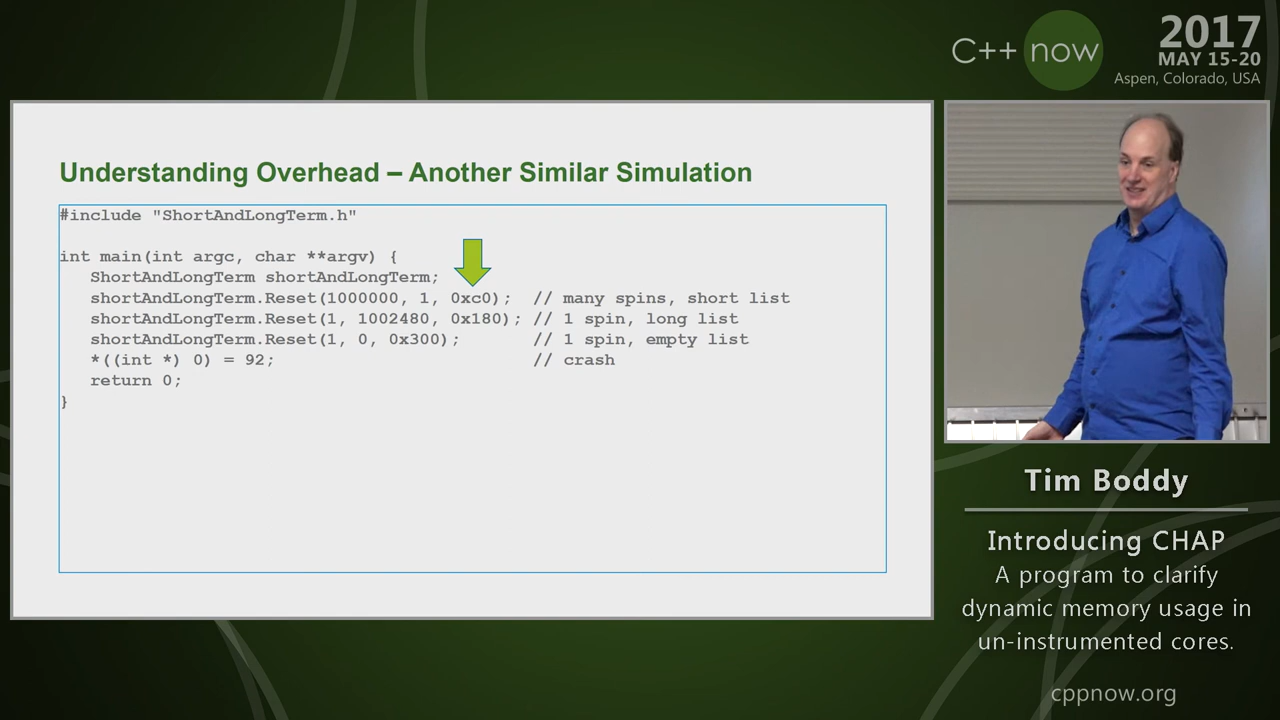 C++ now
2017
MAY 15-20
Aspen, Colorado, USA
Understanding Overhead – Another Similar Simulation
#include "ShortAndLongTerm.h"
int main(int argc, char **argv) {
ShortAndLongTerm shortAndLongTerm;
shortAndLongTerm.Reset(1000000, 1, 0xc0); // many spins, short list
shortAndLongTerm.Reset(1, 1002480, 0x180); // 1 spin, long list
shortAndLongTerm.Reset(1, 0, 0x300); // 1 spin, empty list
*((int *) 0) = 92; // crash
return 0;
}
Tim Boddy
Introducing CHAP
A program to clarify
dynamic memory usage in
un-instrumented cores.
cppnow.org